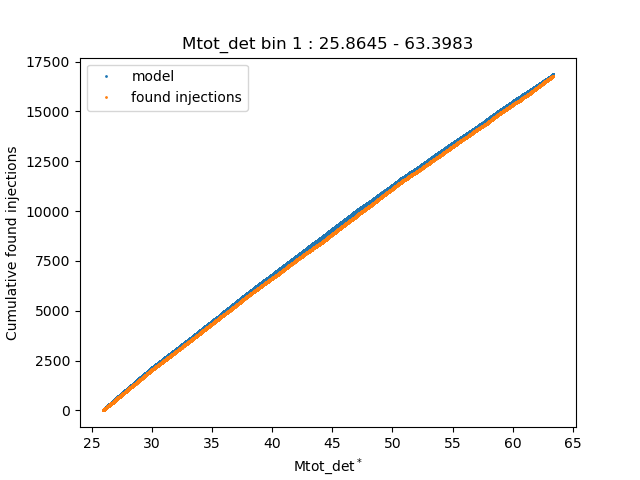 Mtot_det bin 1 : 25.8645 - 63.3983
model
found injections
Cumulative found injections
17500
15000
12500
10000
7500
5000
2500
0
25 30 35 40 45 50 55 60 65
Mtot_det*